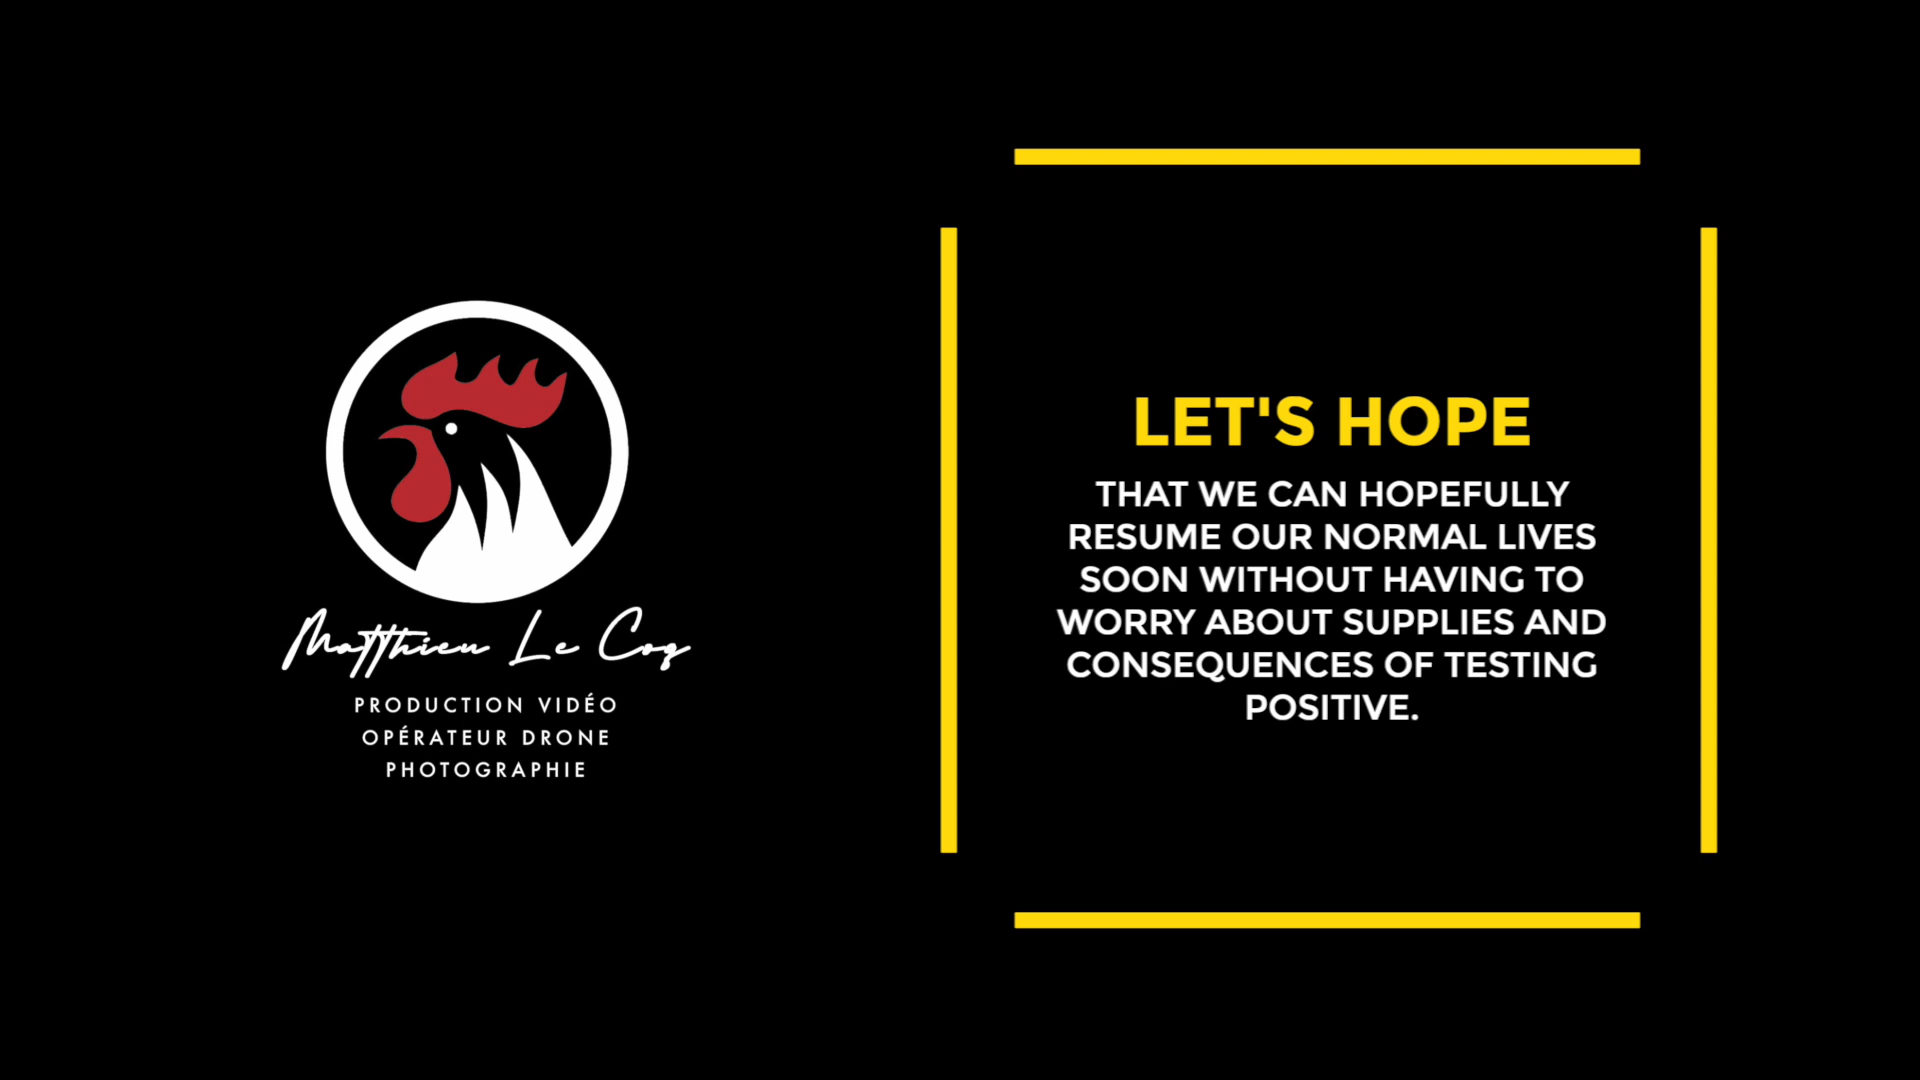 Matthieu Le Coq
PRODUCTION VIDÉO
OPÉRATEUR DRONE
PHOTOGRAPHIE
LET'S HOPE
THAT WE CAN HOPEFULLY
RESUME OUR NORMAL LIVES
SOON WITHOUT HAVING TO
WORRY ABOUT SUPPLIES AND
CONSEQUENCES OF TESTING
POSITIVE.